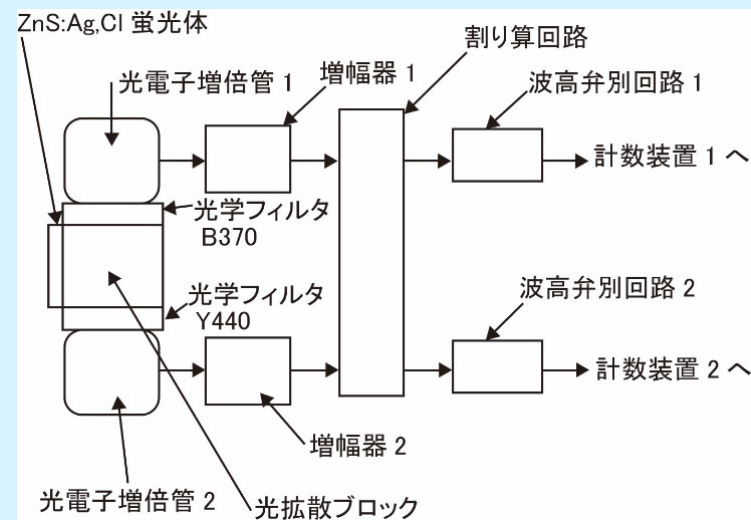 ZnS:Ag,Cl 蛍光体
割り算回路
光電子増倍管 1
増幅器 1
波高弁別回路 1
計数装置 1 へ
光学フィルタ
B370
光学フィルタ
Y440
波高弁別回路 2
計数装置 2 へ
増幅器 2
光電子増倍管 2
光拡散ブロック